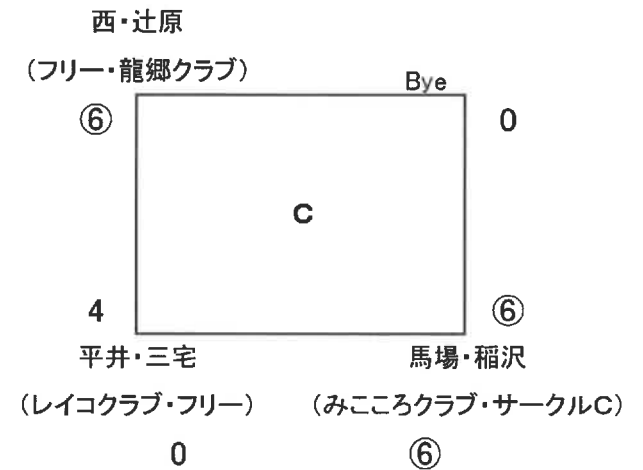 西・辻原
（フリー・龍郷クラブ）
Bye
⑥ 0
C
4 ⑥
平井・三宅 馬場・稲沢
（レイコクラブ・フリー） （みこころクラブ・サークルC）
0 ⑥